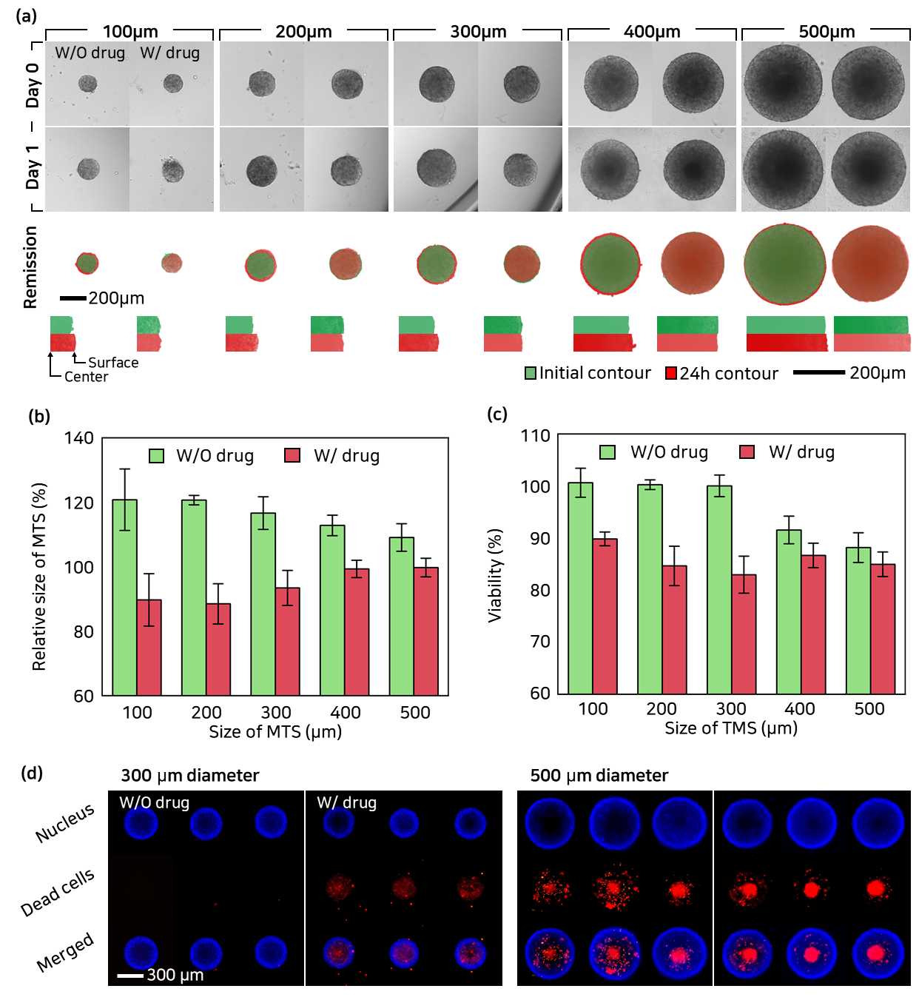 (a)
100µm 200µm 300µm 400µm 500µm
W/O drug W/ drug
Day 0
Day 1
Remission
200µm
Surface
Center
Initial contour 24h contour 200µm
(b)
140
120
100
80
60
Relative size of MTS (%)
W/O drug W/ drug
100 200 300 400 500
Size of MTS (µm)
(c)
110
100
90
80
70
60
Viability (%)
W/O drug W/ drug
100 200 300 400 500
Size of TMS (µm)
(d)
300 µm diameter 500 µm diameter
W/O drug W/ drug
Nucleus
Dead cells
Merged
300 µm